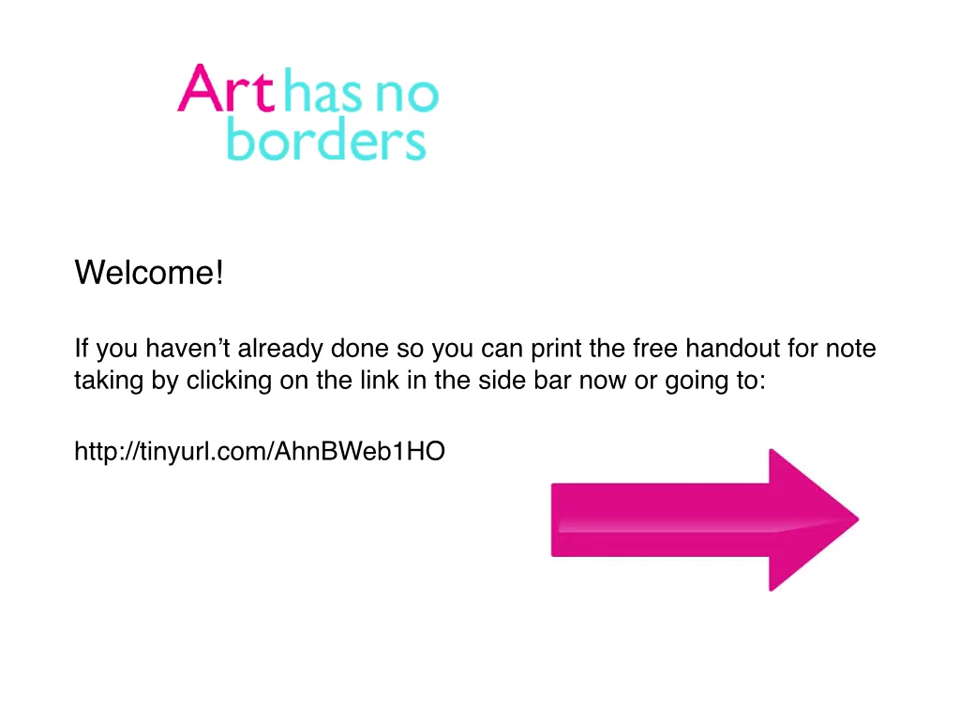 Art has no
borders
Welcome!
If you haven’t already done so you can print the free handout for note
taking by clicking on the link in the side bar now or going to:
http://tinyurl.com/AhnBWeb1HO